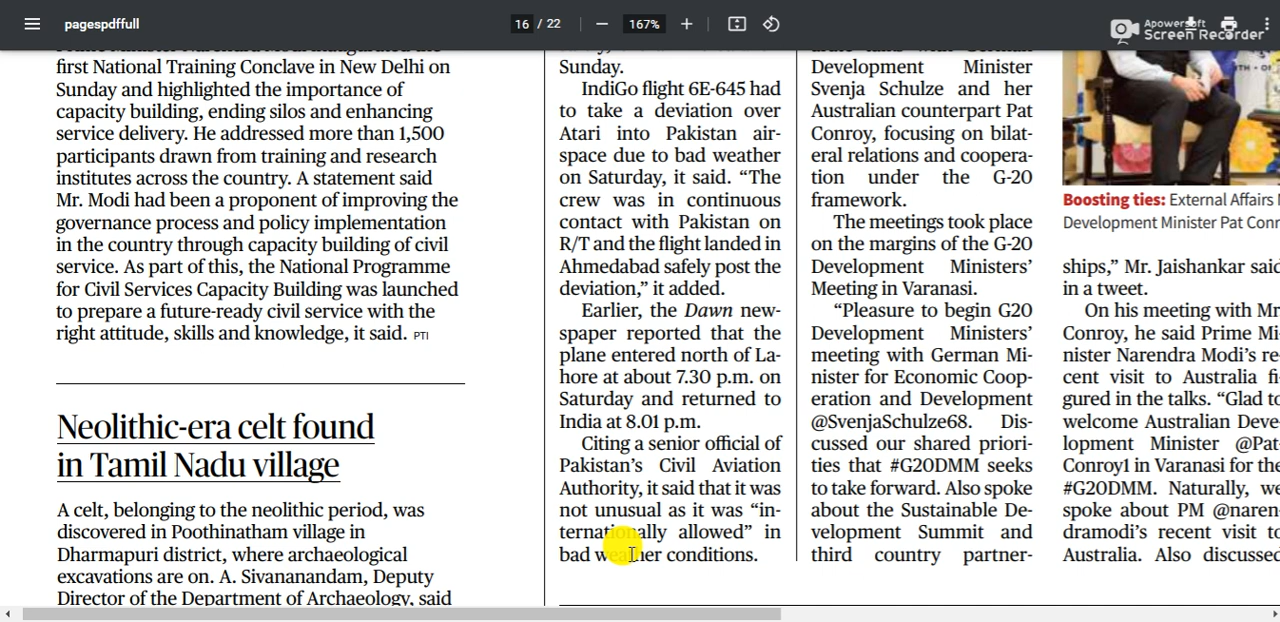 pagespdffull
16 / 22
167%
Apowersoft
Screen Recorder
first National Training Conclave in New Delhi on
Sunday and highlighted the importance of
capacity building, ending silos and enhancing
service delivery. He addressed more than 1,500
participants drawn from training and research
institutes across the country. A statement said
Mr. Modi had been a proponent of improving the
governance process and policy implementation
in the country through capacity building of civil
service. As part of this, the National Programme
for Civil Services Capacity Building was launched
to prepare a future-ready civil service with the
right attitude, skills and knowledge, it said. PTI
Neolithic-era celt found
in Tamil Nadu village
A celt, belonging to the neolithic period, was
discovered in Poothinatham village in
Dharmapuri district, where archaeological
excavations are on. A. Sivananandam, Deputy
Director of the Department of Archaeology, said
Sunday.
IndiGo flight 6E-645 had
to take a deviation over
Atari into Pakistan air-
space due to bad weather
on Saturday, it said. “The
crew was in continuous
contact with Pakistan on
R/T and the flight landed in
Ahmedabad safely post the
deviation,” it added.
Earlier, the Dawn new-
spaper reported that the
plane entered north of La-
hore at about 7.30 p.m. on
Saturday and returned to
India at 8.01 p.m.
Citing a senior official of
Pakistan’s Civil Aviation
Authority, it said that it was
not unusual as it was “in-
ternationally allowed” in
bad weather conditions.
Development Minister
Svenja Schulze and her
Australian counterpart Pat
Conroy, focusing on bilat-
eral relations and coopera-
tion under the G-20
framework.
The meetings took place
on the margins of the G-20
Development Ministers’
Meeting in Varanasi.
“Pleasure to begin G20
Development Ministers’
meeting with German Mi-
nister for Economic Coop-
eration and Development
@SvenjaSchulze68. Dis-
cussed our shared priori-
ties that #G20DMM seeks
to take forward. Also spoke
about the Sustainable De-
velopment Summit and
third country partner-
Boosting ties: External Affairs
Development Minister Pat Conr
ships,” Mr. Jaishankar said
in a tweet.
On his meeting with Mr
Conroy, he said Prime Mi-
nister Narendra Modi’s re-
cent visit to Australia fi-
gured in the talks. “Glad to
welcome Australian Deve-
lopment Minister @Pat-
Conroy1 in Varanasi for the
#G20DMM. Naturally, we
spoke about PM @naren-
dramodi’s recent visit to
Australia. Also discussed